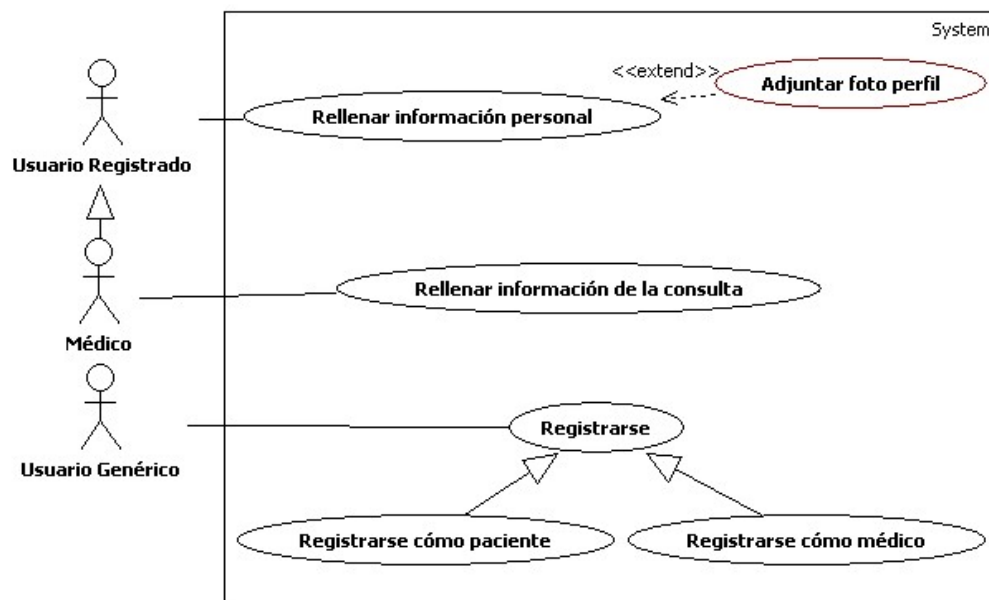 System
<<extend>>
Adjuntar foto perfil
Rellenar información personal
Usuario Registrado
Rellenar información de la consulta
Médico
Registrarse
Usuario Genérico
Registrarse cómo paciente
Registrarse cómo médico